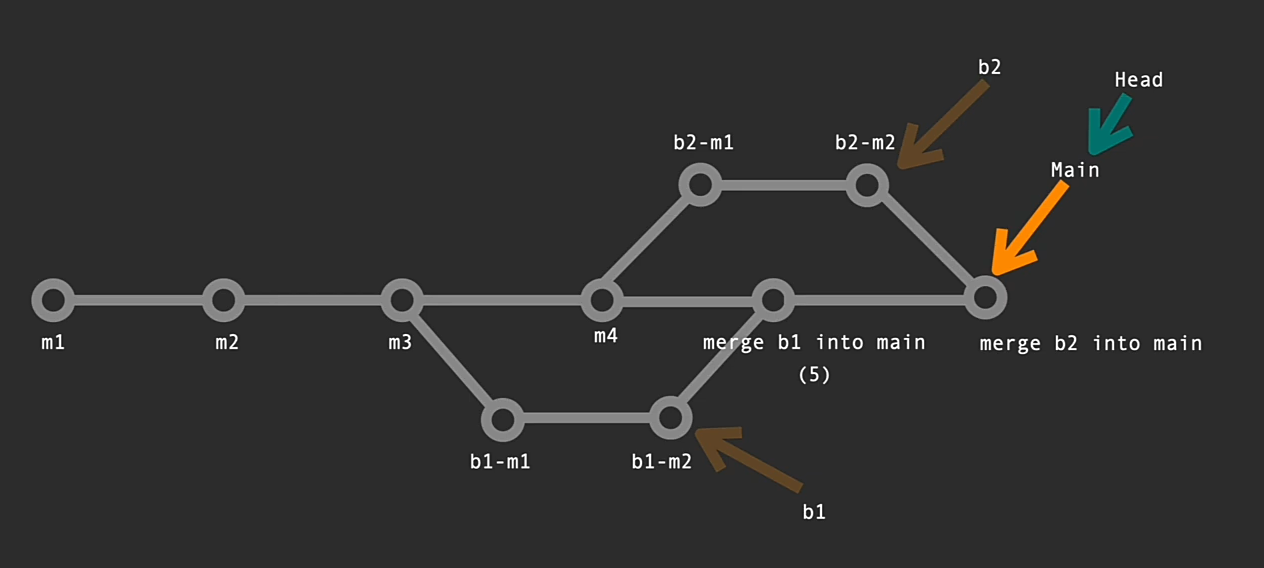 b2
Head
b2-m1
b2-m2
Main
m1
m2
m3
m4
merge b1 into main
(5)
merge b2 into main
b1-m1
b1-m2
b1